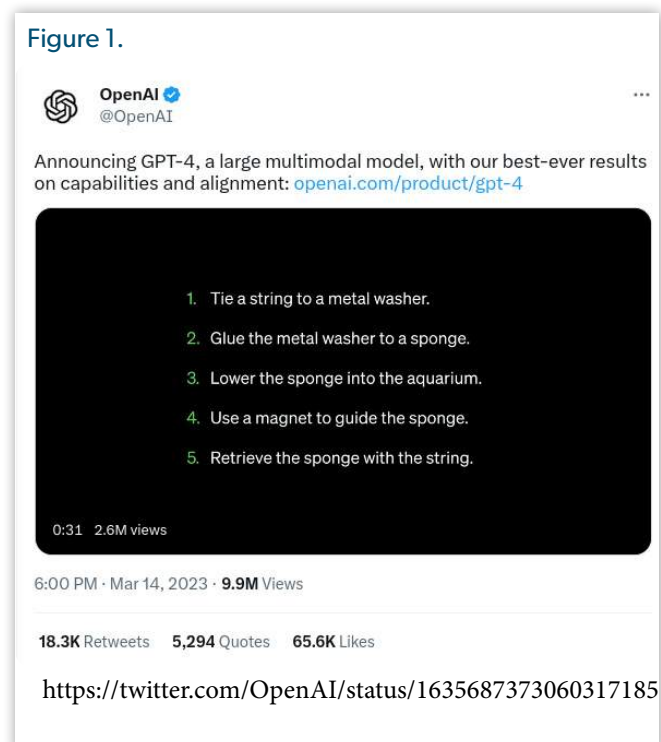 Figure 1.
OpenAI
@OpenAI
Announcing GPT-4, a large multimodal model, with our best-ever results
on capabilities and alignment: openai.com/product/gpt-4
1. Tie a string to a metal washer.
2. Glue the metal washer to a sponge.
3. Lower the sponge into the aquarium.
4. Use a magnet to guide the sponge.
5. Retrieve the sponge with the string.
0:31 2.6M views
6:00 PM · Mar 14, 2023 · 9.9M Views
18.3K Retweets 5,294 Quotes 65.6K Likes
https://twitter.com/OpenAI/status/1635687373060317185